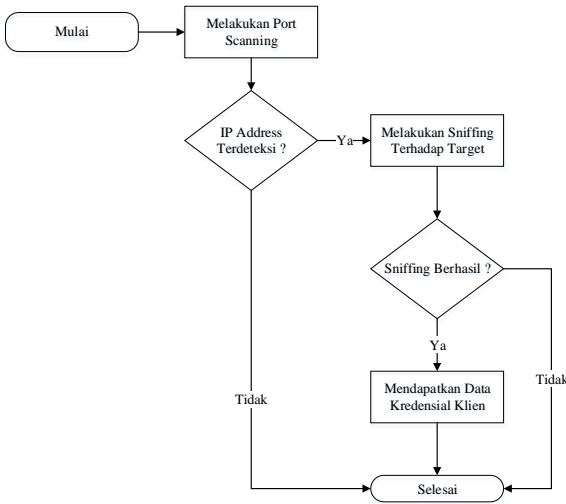 Mulai
Melakukan Port
Scanning
IP Address
Terdeteksi ?
Ya
Melakukan Sniffing
Terhadap Target
Sniffing Berhasil ?
Ya
Mendapatkan Data
Kredensial Klien
Tidak
Tidak
Selesai